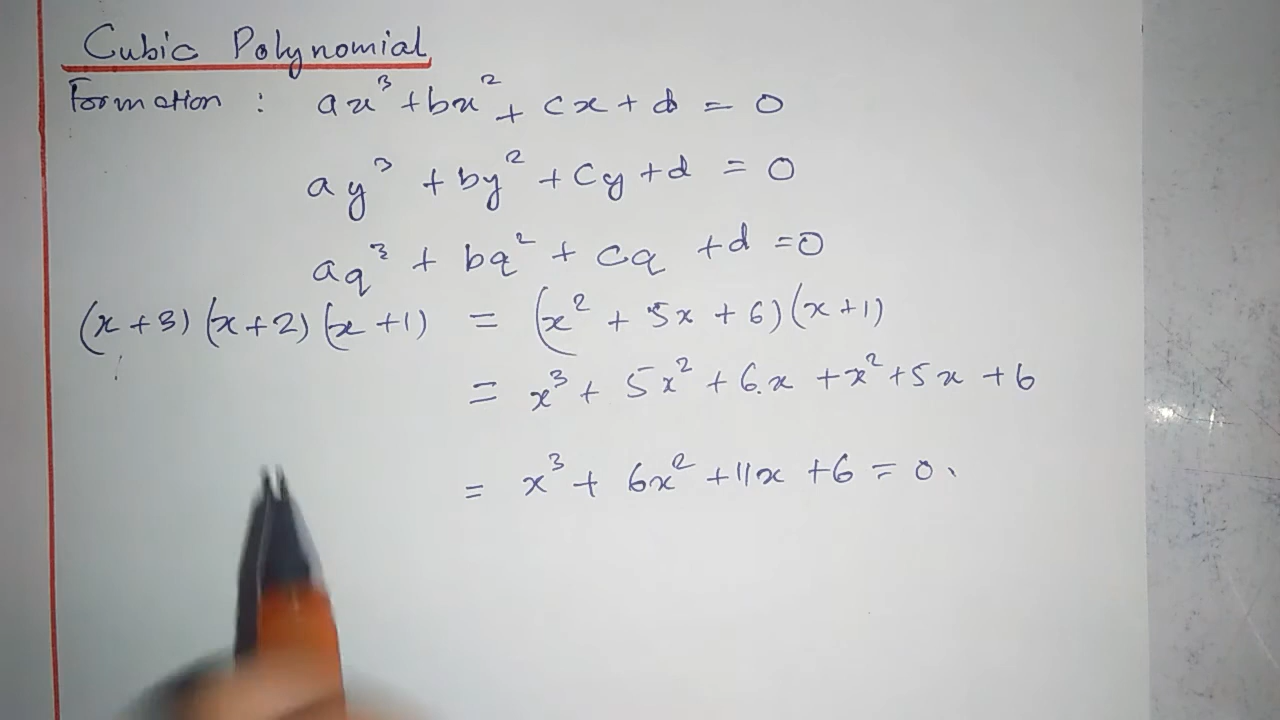 Cubic Polynomial
Formation : ax³ + bx² + cx + d = 0
ay³ + by² + cy + d = 0
aq³ + bq² + cq + d = 0
(x + 3) (x + 2) (x + 1) = (x² + 5x + 6) (x + 1)
= x³ + 5x² + 6x + x² + 5x + 6
= x³ + 6x² + 11x + 6 = 0.